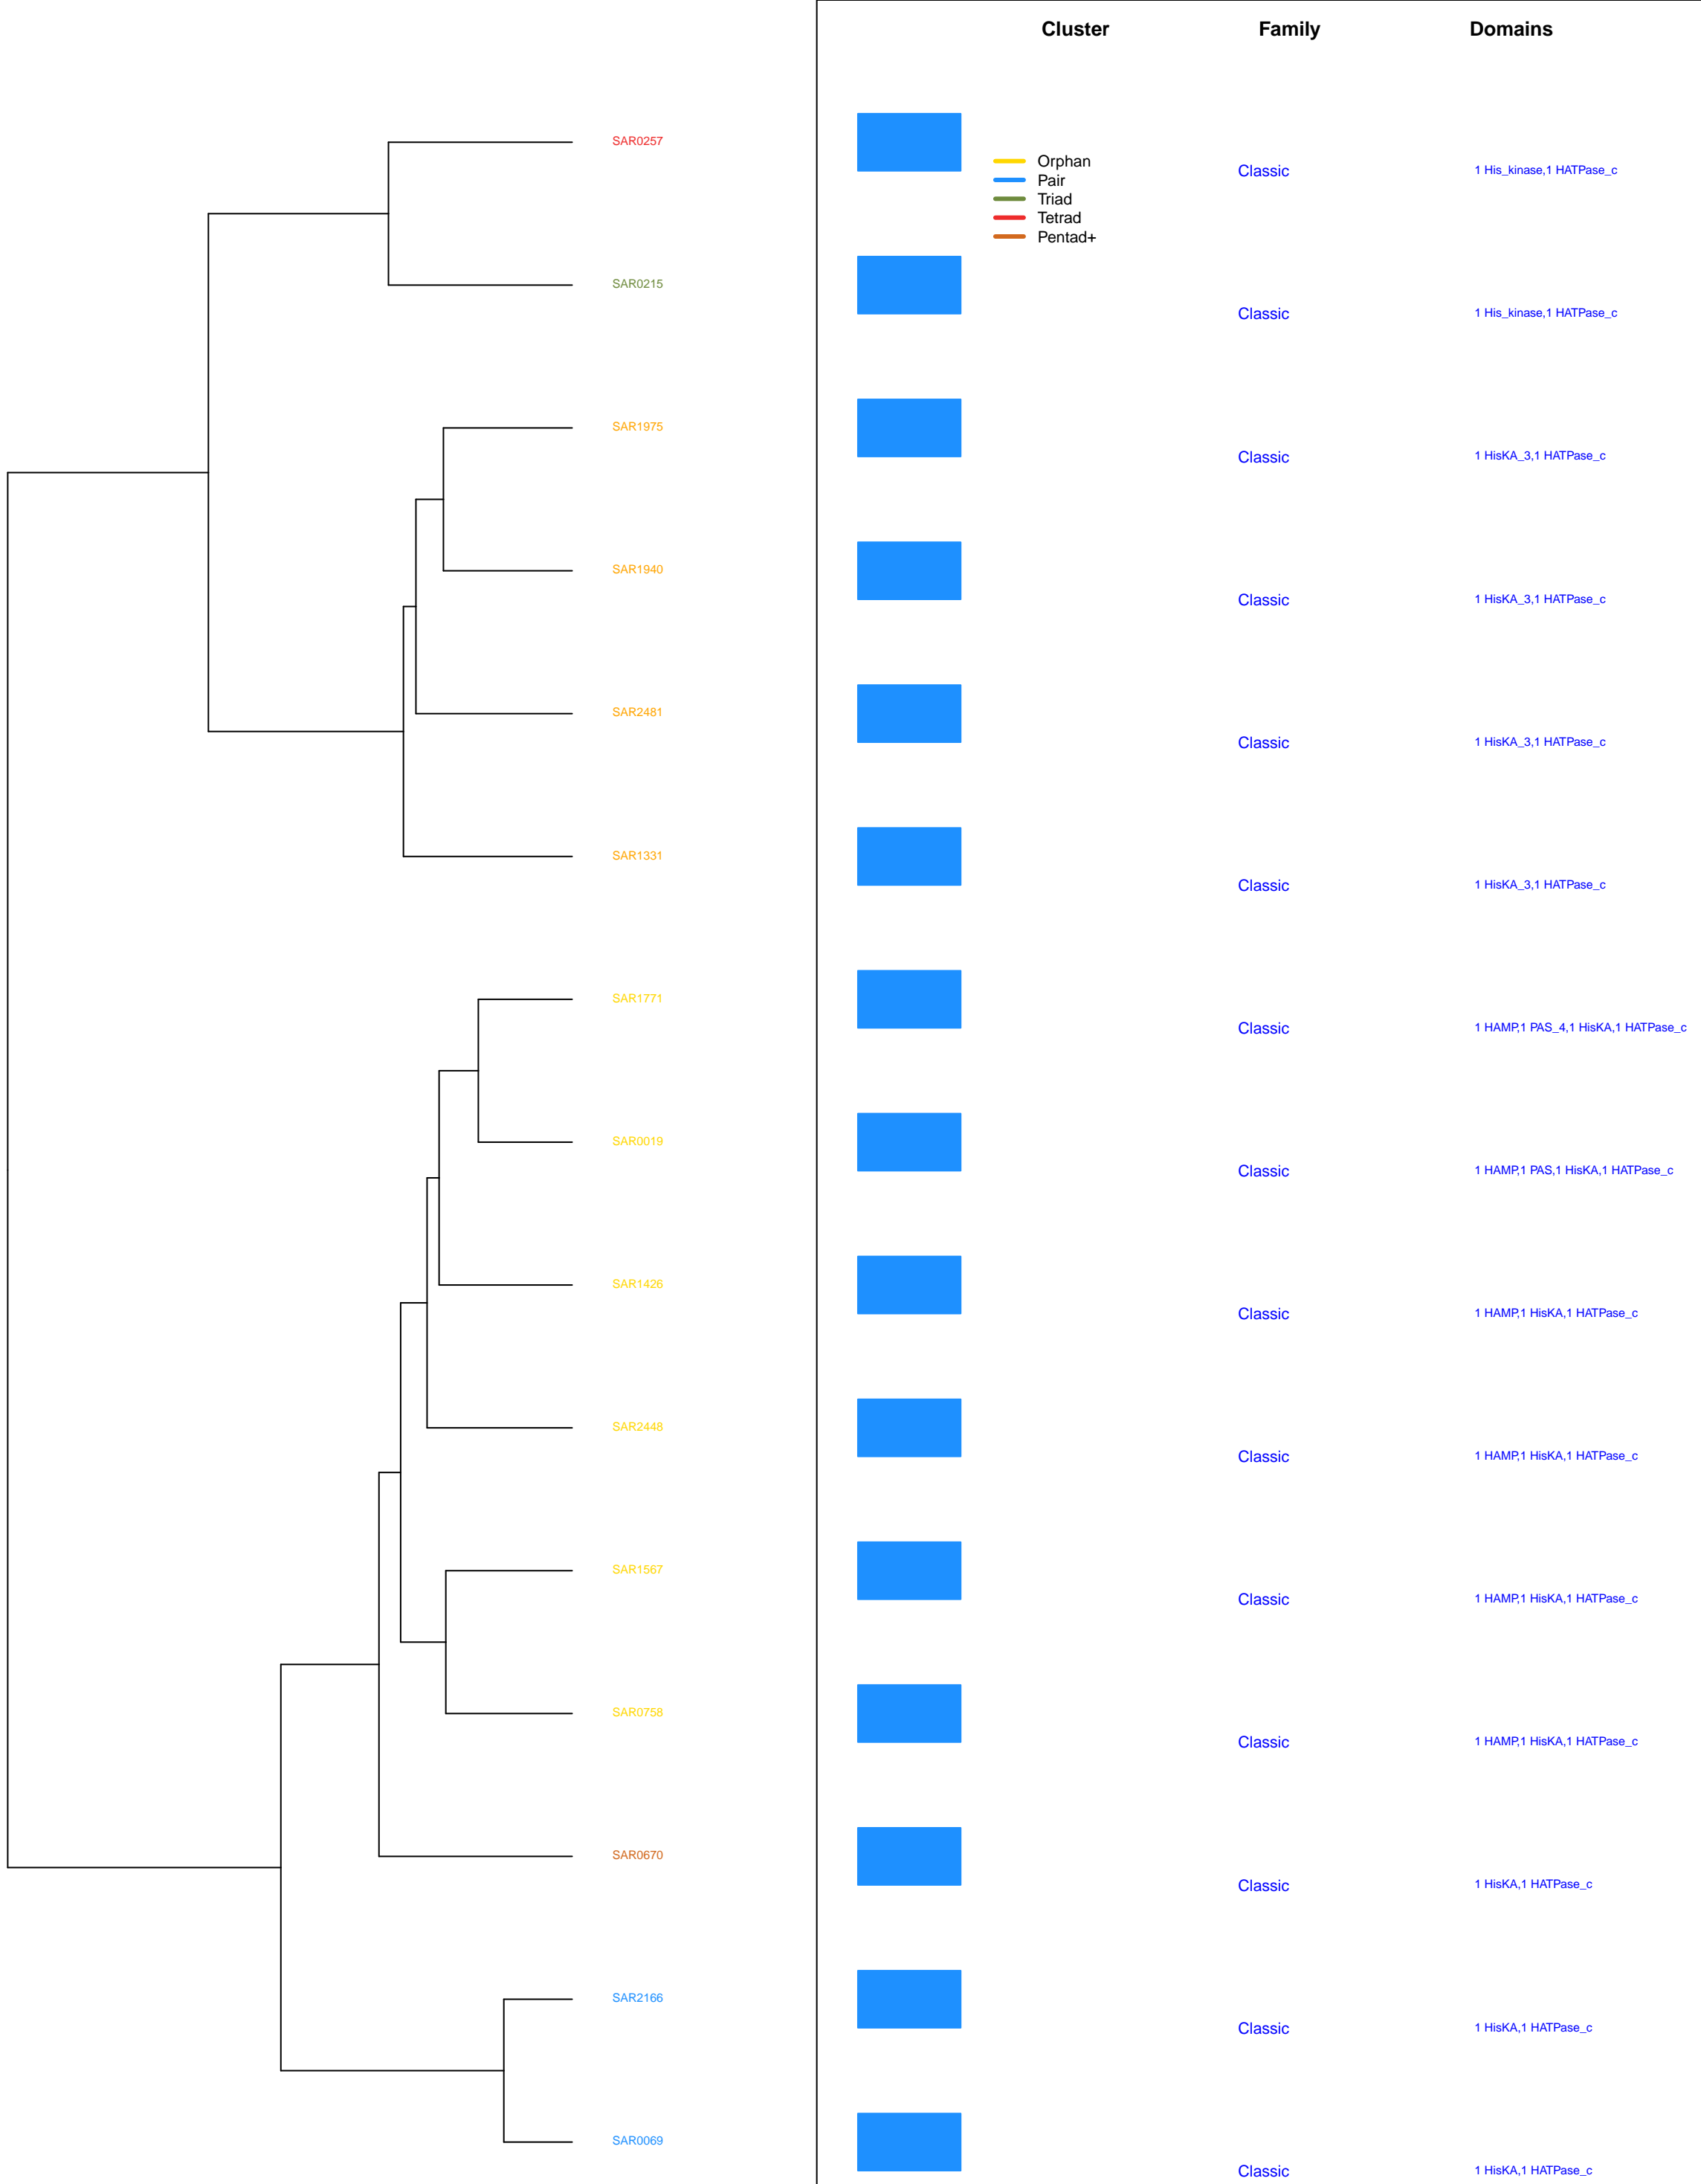 Cluster Family Domains
SAR0257
Orphan
Pair
Triad
Tetrad
Pentad+
Classic 1 His_kinase,1 HATPase_c
SAR0215
Classic 1 His_kinase,1 HATPase_c
SAR1975
Classic 1 HisKA_3,1 HATPase_c
SAR1940
Classic 1 HisKA_3,1 HATPase_c
SAR2481
Classic 1 HisKA_3,1 HATPase_c
SAR1331
Classic 1 HisKA_3,1 HATPase_c
SAR1771
Classic 1 HAMP,1 PAS_4,1 HisKA,1 HATPase_c
SAR0019
Classic 1 HAMP,1 PAS,1 HisKA,1 HATPase_c
SAR1426
Classic 1 HAMP,1 HisKA,1 HATPase_c
SAR2448
Classic 1 HAMP,1 HisKA,1 HATPase_c
SAR1567
Classic 1 HAMP,1 HisKA,1 HATPase_c
SAR0758
Classic 1 HAMP,1 HisKA,1 HATPase_c
SAR0670
Classic 1 HisKA,1 HATPase_c
SAR2166
Classic 1 HisKA,1 HATPase_c
SAR0069
Classic 1 HisKA,1 HATPase_c